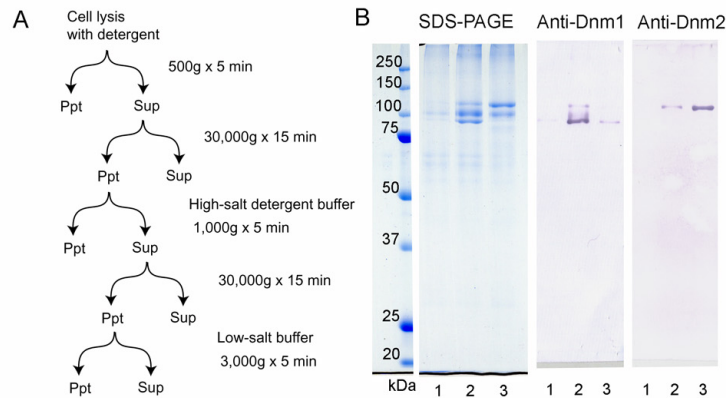 A
Cell lysis
with detergent
500g x 5 min
Ppt Sup
30,000g x 15 min
Ppt Sup
High-salt detergent buffer
1,000g x 5 min
Ppt Sup
30,000g x 15 min
Ppt Sup
Low-salt buffer
3,000g x 5 min
Ppt Sup
B
SDS-PAGE Anti-Dnm1 Anti-Dnm2
250
150
100
75
50
37
25
20
kDa
1 2 3 1 2 3 1 2 3